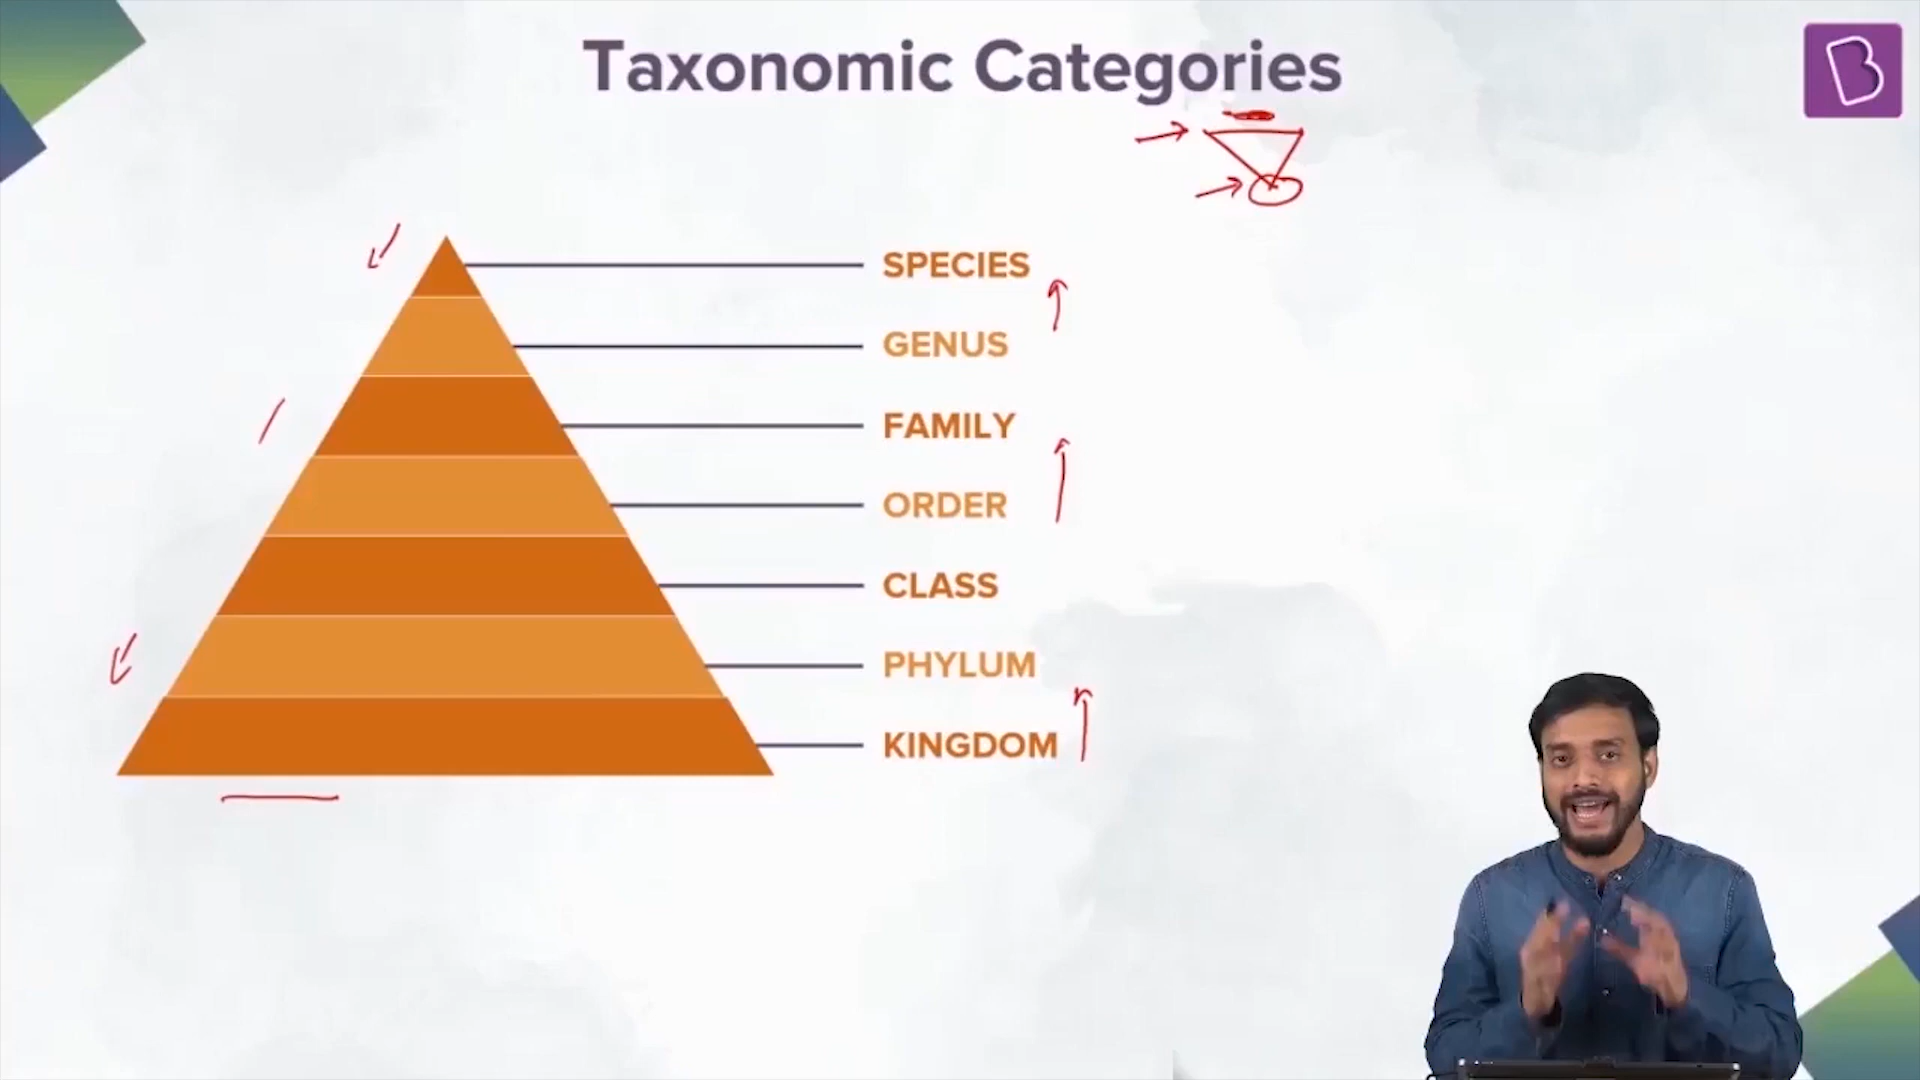 Taxonomic Categories
B
SPECIES
GENUS
FAMILY
ORDER
CLASS
PHYLUM
KINGDOM